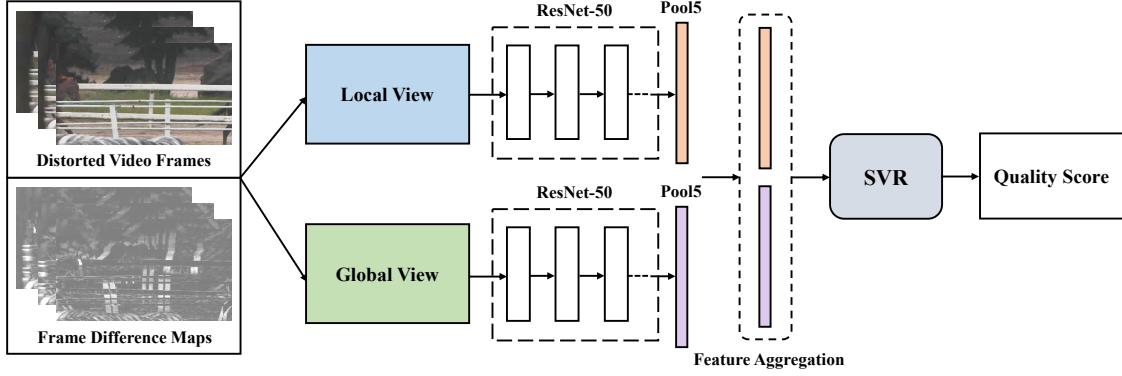 Distorted Video Frames
Frame Difference Maps
Local View
Global View
ResNet-50
Pool5
ResNet-50
Pool5
Feature Aggregation
SVR
Quality Score